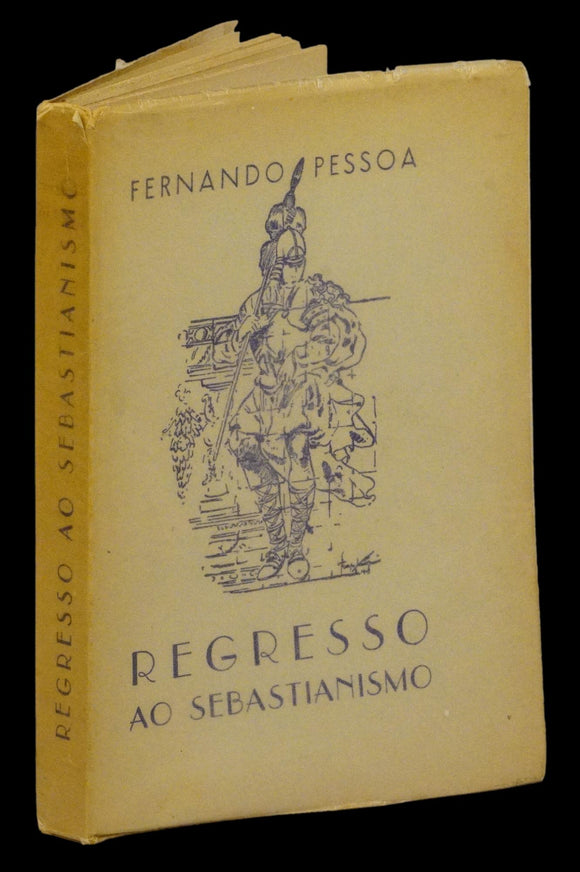 FERNANDO PESSOA
REGRESSO
AO SEBASTIANISMO
REGRESSO AO SEBASTIANISMO